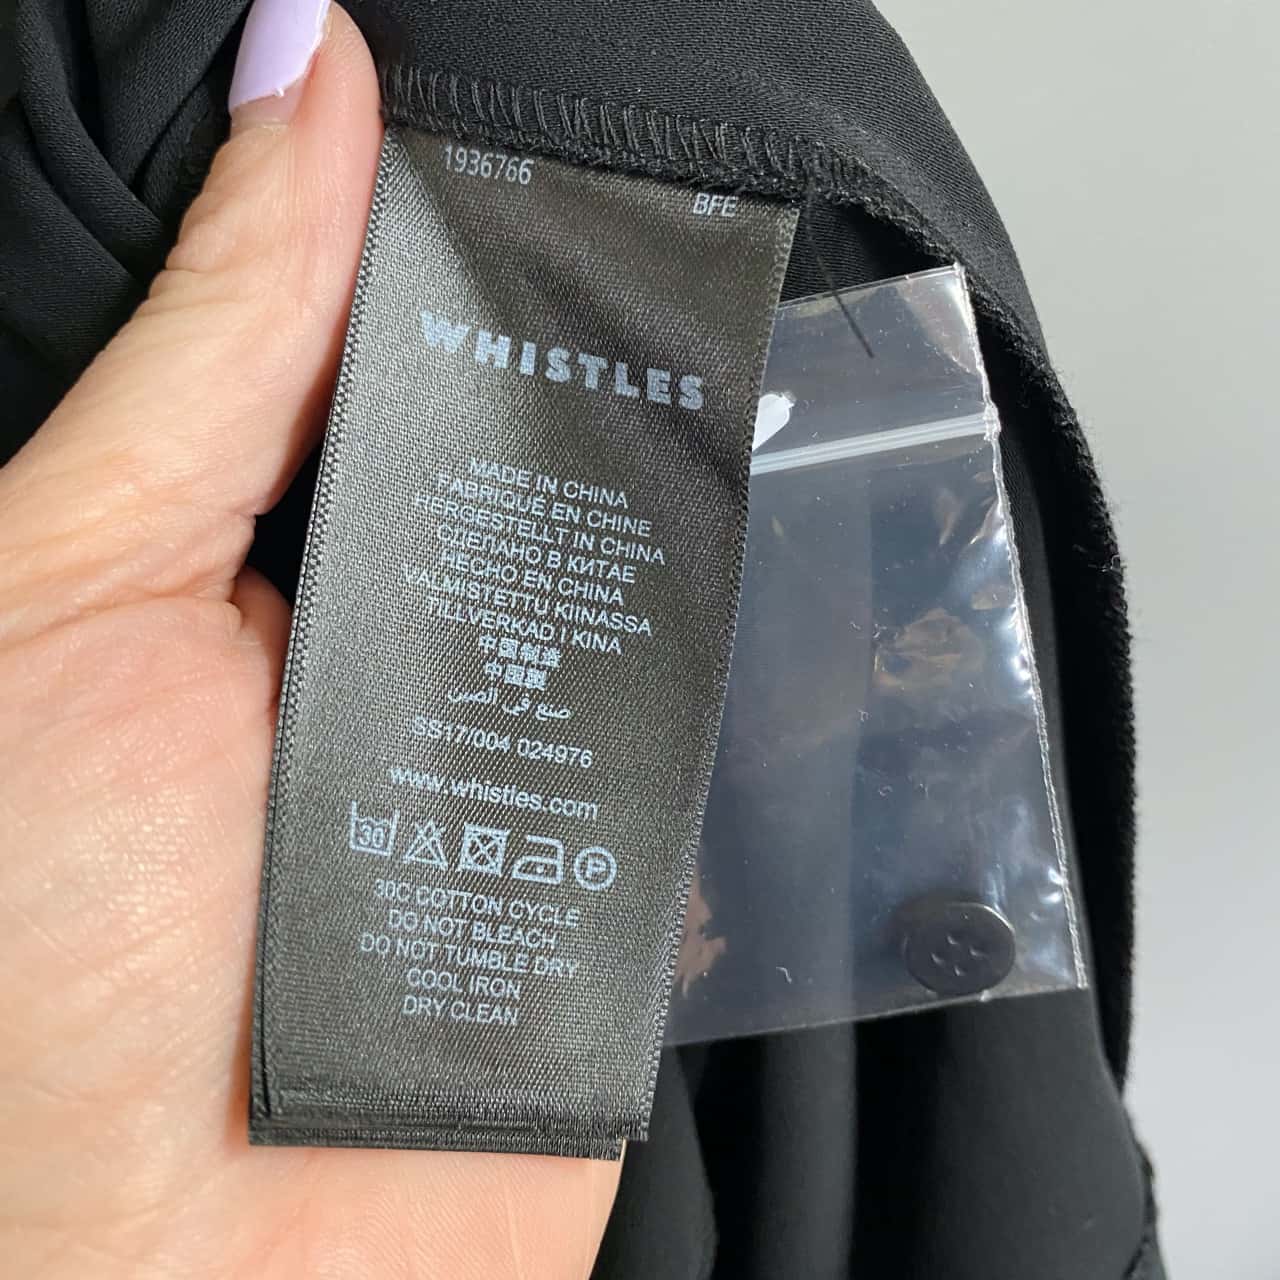 1936766
BFE
WHISTLES
MADE IN CHINA
FABRIQUÉ EN CHINE
HERGESTELLT IN CHINA
СДЕЛАНО В КИТАЕ
HECHO EN CHINA
VALMISTETTU KIINASSA
TILLVERKAD I KINA
中国制造
中國製
صنع في الصين
SS17/004 024976
www.whistles.com
30
P
30C COTTON CYCLE
DO NOT BLEACH
DO NOT TUMBLE DRY
COOL IRON
DRY CLEAN